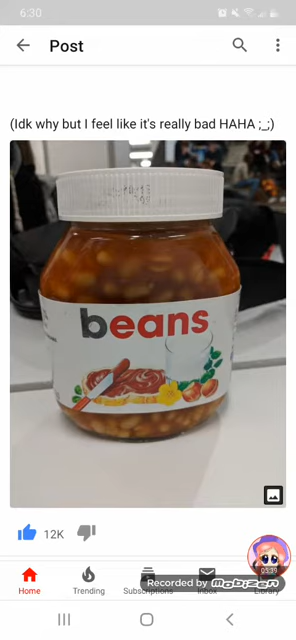 6:30
Post
(Idk why but I feel like it's really bad HAHA ;_;)
beans
12K
Home
Trending
Subscriptions
Inbox
Library
05:39
Recorded by Mobizen